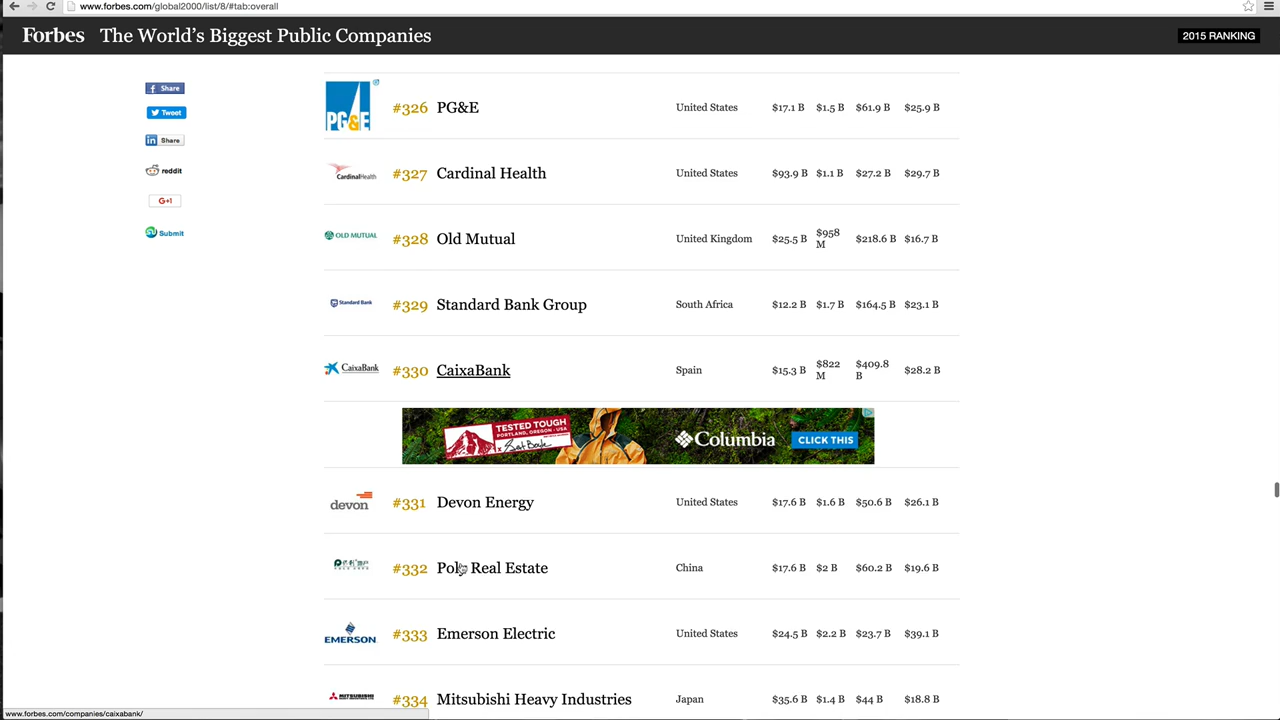 www.forbes.com/global2000/list/8/#tab:overall
Forbes The World's Biggest Public Companies 2015 RANKING
Share
Tweet
Share
reddit
G+1
Submit
PG&E #326 PG&E United States $17.1 B $1.5 B $61.9 B $25.9 B
CardinalHealth #327 Cardinal Health United States $93.9 B $1.1 B $27.2 B $29.7 B
OLD MUTUAL #328 Old Mutual United Kingdom $25.5 B $958 M $218.6 B $16.7 B
Standard Bank #329 Standard Bank Group South Africa $12.2 B $1.7 B $164.5 B $23.1 B
CaixaBank #330 CaixaBank Spain $15.3 B $822 M $409.8 B $28.2 B
TESTED TOUGH
PORTLAND, OREGON - USA
Columbia CLICK THIS
devon #331 Devon Energy United States $17.6 B $1.6 B $50.6 B $26.1 B
#332 Poly Real Estate China $17.6 B $2 B $60.2 B $19.6 B
EMERSON #333 Emerson Electric United States $24.5 B $2.2 B $23.7 B $39.1 B
MITSUBISHI #334 Mitsubishi Heavy Industries Japan $35.6 B $1.4 B $44 B $18.8 B
www.forbes.com/companies/caixabank/